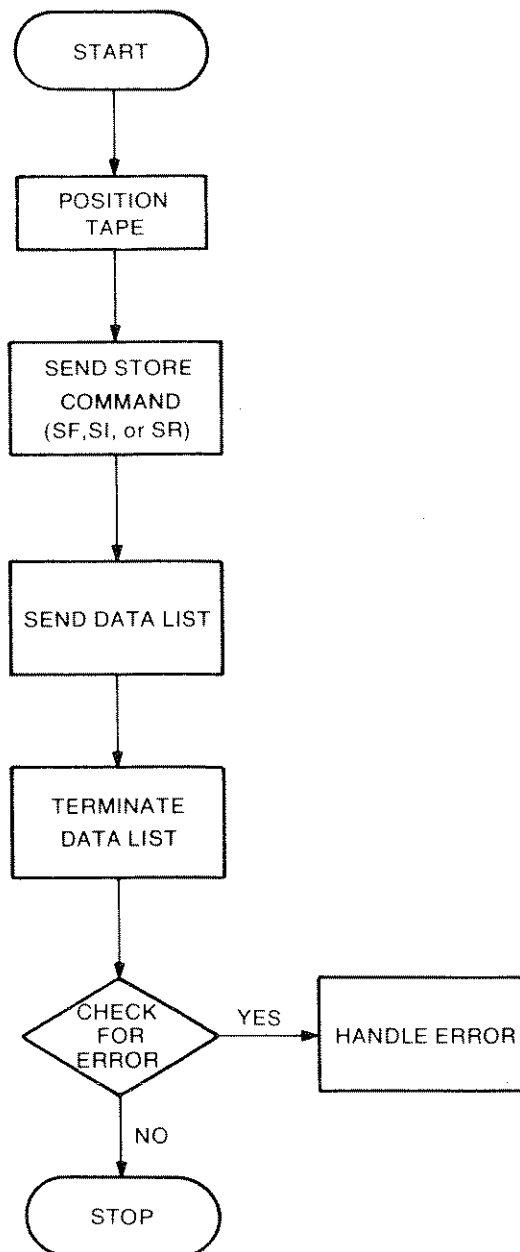 START
POSITION
TAPE
SEND STORE
COMMAND
(SF,SI, or SR)
SEND DATA LIST
TERMINATE
DATA LIST
CHECK
FOR
ERROR
YES
HANDLE ERROR
NO
STOP